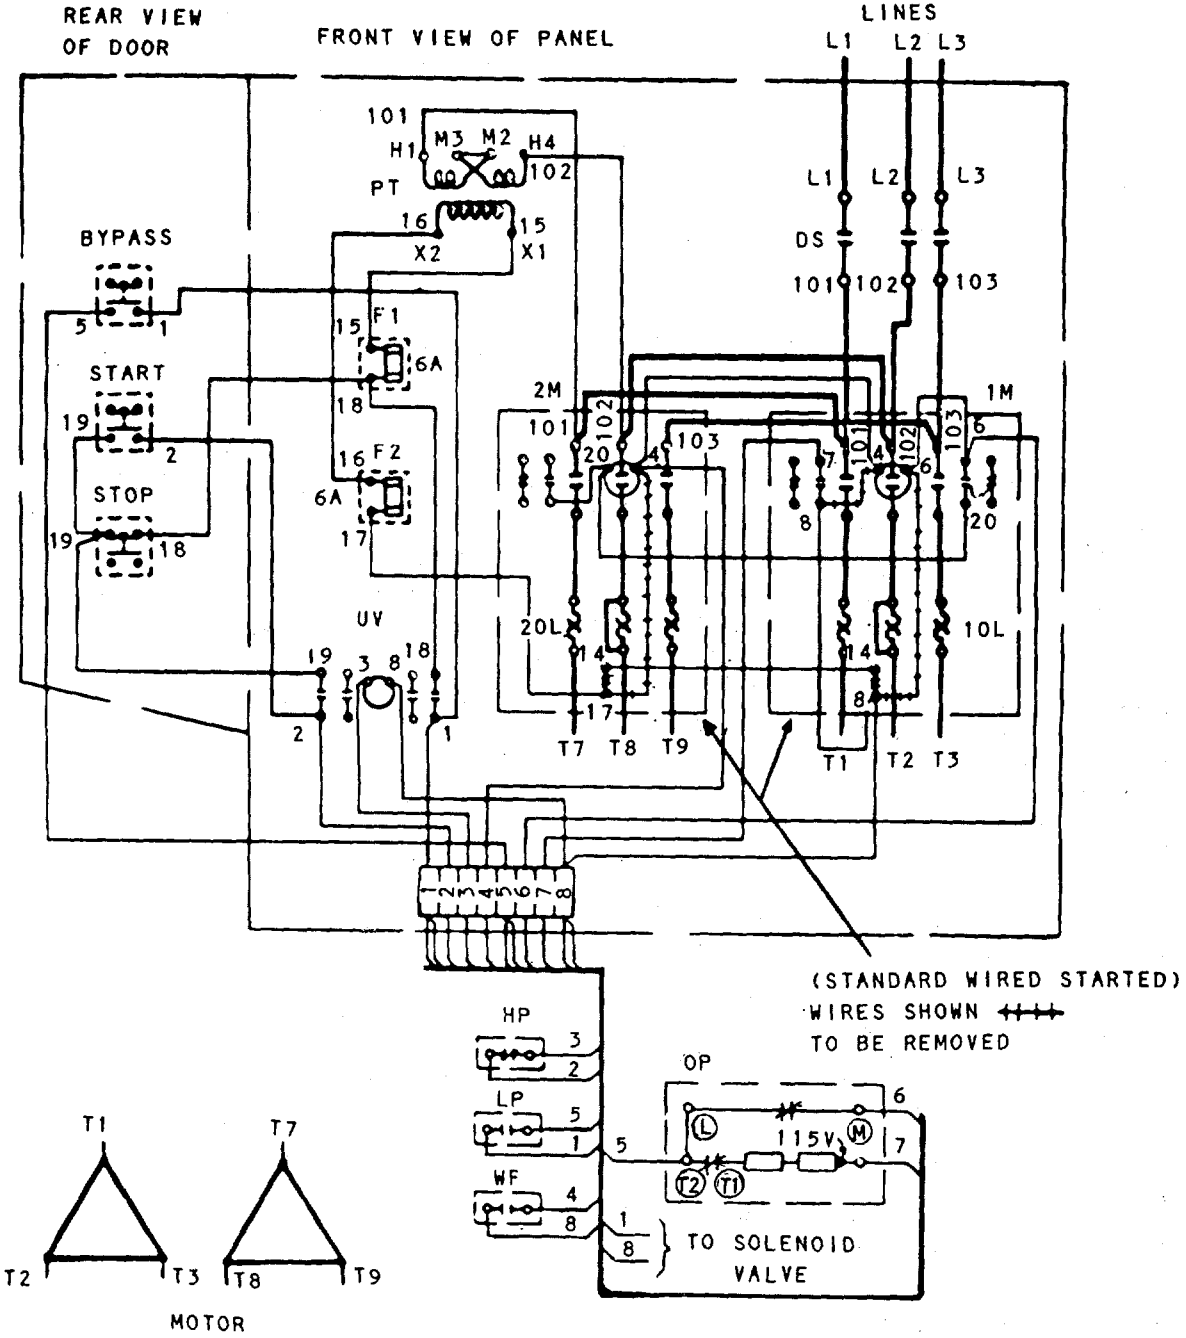 REAR VIEW
OF DOOR
FRONT VIEW OF PANEL
LINES
L1 L2 L3
101
H1 M3 M2 H4
102
PT
16 15
X2 X1
L1 L2 L3
DS
101 102 103
BYPASS
5 1
START
19 2
STOP
19 18
15 F1
6A
18
16 F2
6A
17
2M
101 102 103
20 4
1M
101 102 103
7 4 6 6
8 20
UV
19 3 8 18
2 1
20L
14
17
10L
14
8A
T7 T8 T9
T1 T2 T3
1 2 3 4 5 6 7 8
(STANDARD WIRED STARTED)
WIRES SHOWN
TO BE REMOVED
HP
3
2
LP
5
1
WF
4
8
OP
6
L
115V M
5 7
T2 T1
1
8
TO SOLENOID
VALVE
T1 T7
T2 T3 T8 T9
MOTOR